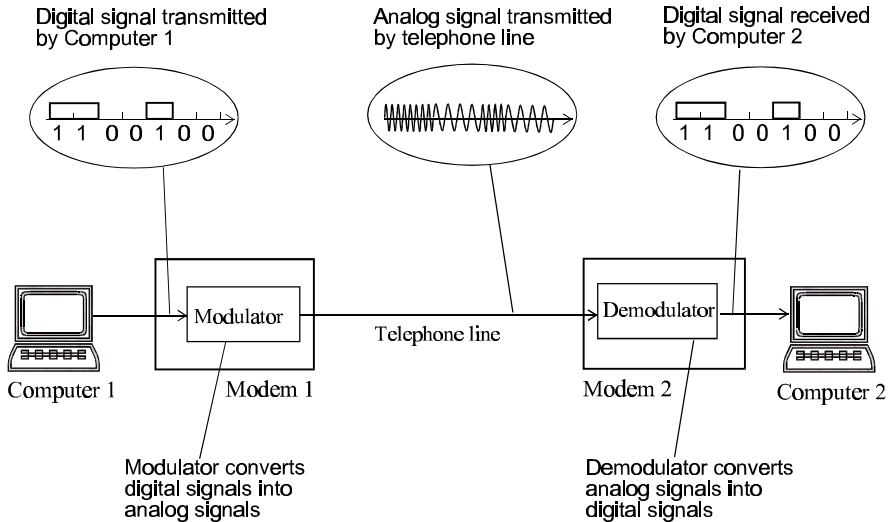 Digital signal transmitted
by Computer 1
Analog signal transmitted
by telephone line
Digital signal received
by Computer 2
1 1 0 0 1 0 0
1 1 0 0 1 0 0
Modulator
Demodulator
Telephone line
Computer 1
Modem 1
Modem 2
Computer 2
Modulator converts
digital signals into
analog signals
Demodulator converts
analog signals into
digital signals